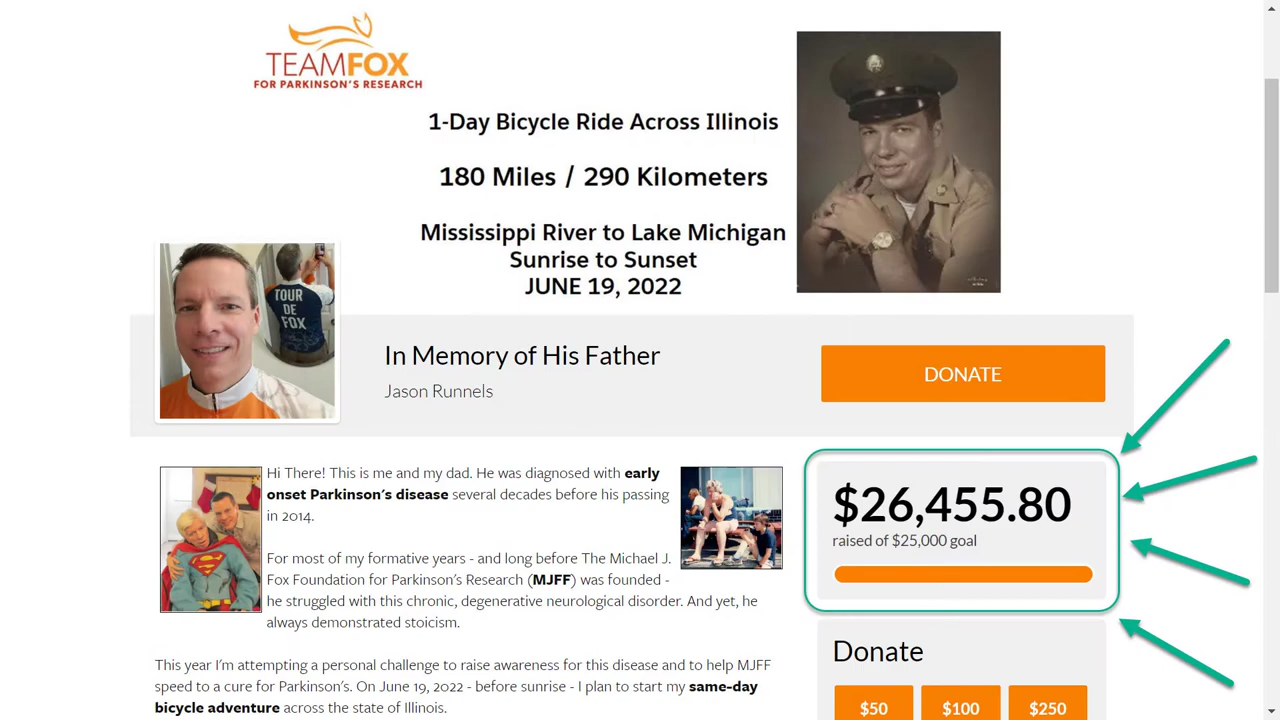 TEAMFOX
FOR PARKINSON'S RESEARCH
1-Day Bicycle Ride Across Illinois
180 Miles / 290 Kilometers
Mississippi River to Lake Michigan
Sunrise to Sunset
JUNE 19, 2022
TOUR
DE
FOX
In Memory of His Father
Jason Runnels
DONATE
Hi There! This is me and my dad. He was diagnosed with early
onset Parkinson's disease several decades before his passing
in 2014.
For most of my formative years - and long before The Michael J.
Fox Foundation for Parkinson's Research (MJFF) was founded -
he struggled with this chronic, degenerative neurological disorder. And yet, he
always demonstrated stoicism.
This year I'm attempting a personal challenge to raise awareness for this disease and to help MJFF
speed to a cure for Parkinson's. On June 19, 2022 - before sunrise - I plan to start my same-day
bicycle adventure across the state of Illinois.
$26,455.80
raised of $25,000 goal
Donate
$50
$100
$250